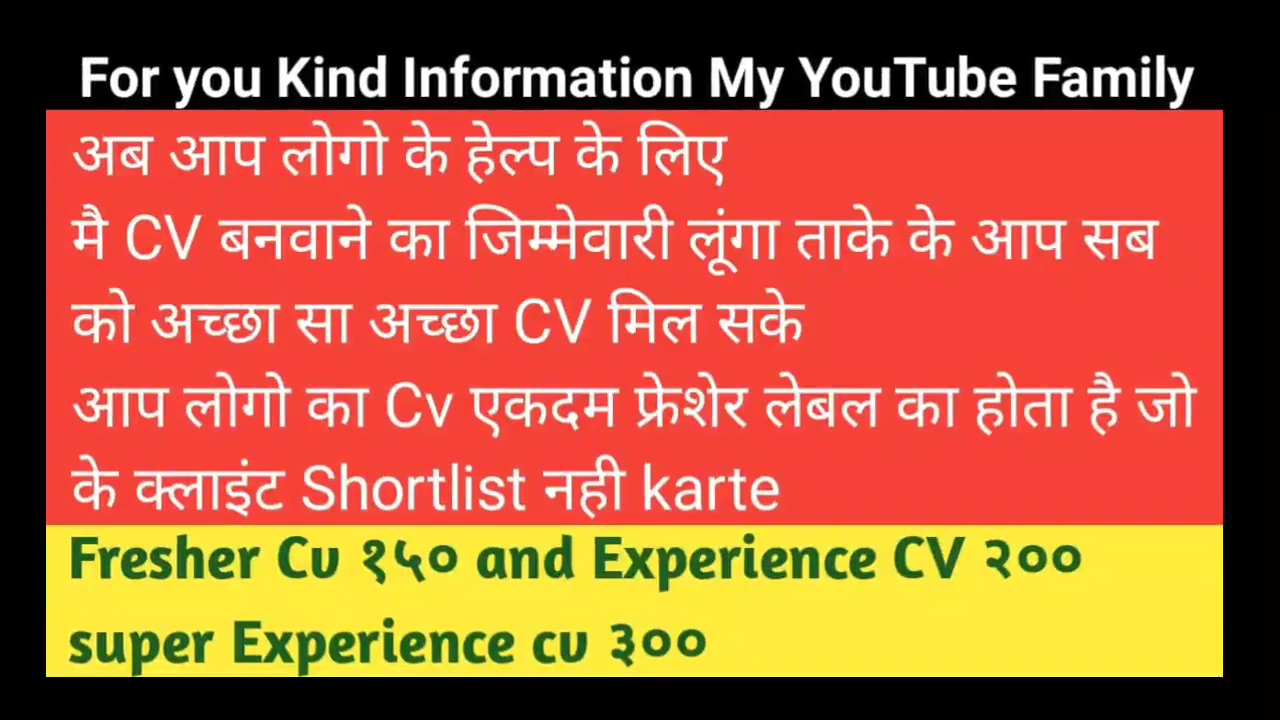 For you Kind Information My YouTube Family
अब आप लोगो के हेल्प के लिए
मै CV बनवाने का जिम्मेवारी लूंगा ताके के आप सब
को अच्छा सा अच्छा CV मिल सके
आप लोगो का Cv एकदम फ्रेशेर लेबल का होता है जो
के क्लाइंट Shortlist नही karte
Fresher Cv १५० and Experience CV २००
super Experience cv ३००